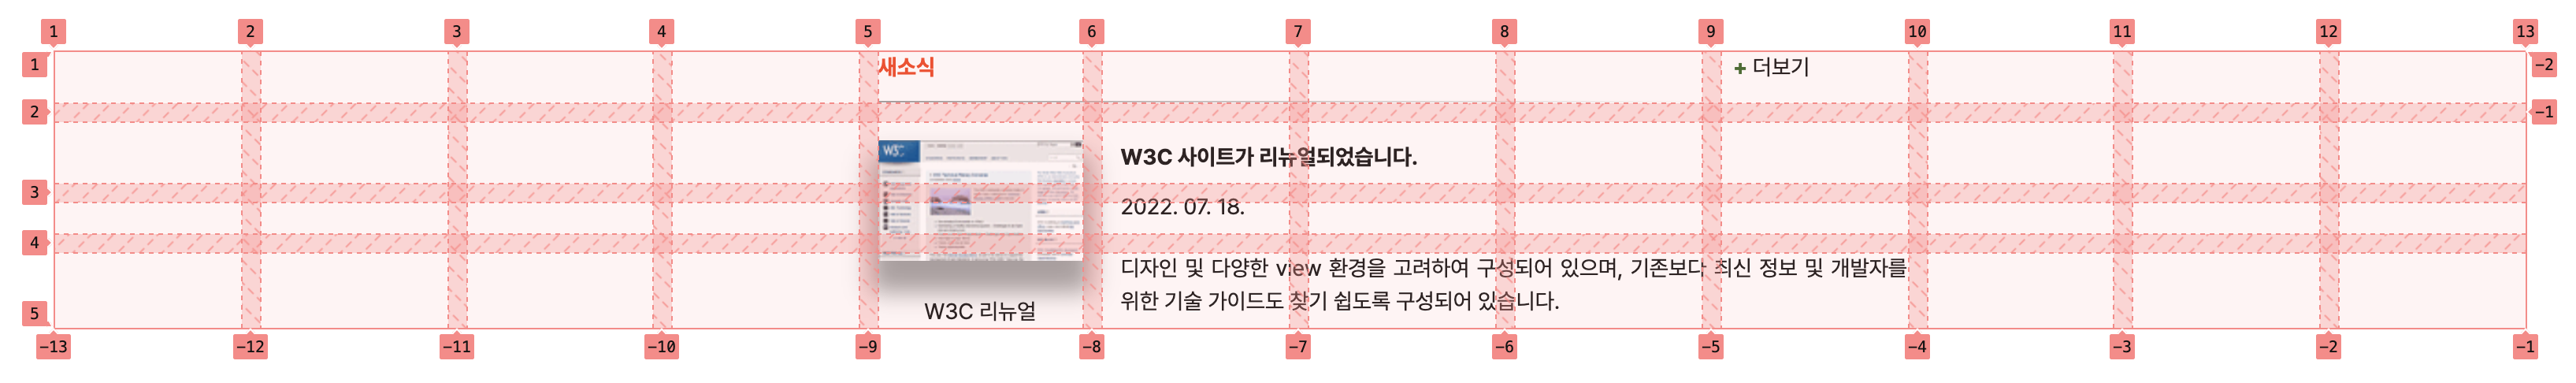 1 2 3 4 5 6 7 8 9 10 11 12 13
1 새소식 + 더보기 -2
2 -1
W3C
W3C 사이트가 리뉴얼되었습니다.
3
2022. 07. 18.
4
디자인 및 다양한 view 환경을 고려하여 구성되어 있으며, 기존보다 최신 정보 및 개발자를
위한 기술 가이드도 찾기 쉽도록 구성되어 있습니다.
W3C 리뉴얼
5
-13 -12 -11 -10 -9 -8 -7 -6 -5 -4 -3 -2 -1